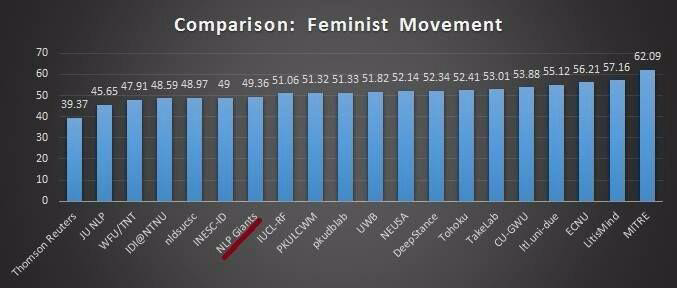 Comparison: Feminist Movement
70
60
50
40
30
20
10
0
39.37
45.65
47.91
48.59
48.97
49
49.36
51.06
51.32
51.33
51.82
52.14
52.34
52.41
53.01
53.88
55.12
56.21
57.16
62.09
Thomson Reuters
JU NLP
WFU/TNT
IDI@NTNU
nldsucsc
INESC-ID
NLP Giants
IUCL-RF
PKULCWM
pkudblab
UWB
NEUSA
DeepStance
Tohoku
TakeLab
CU-GWU
ltl.uni-due
ECNU
LitisMind
MITRE